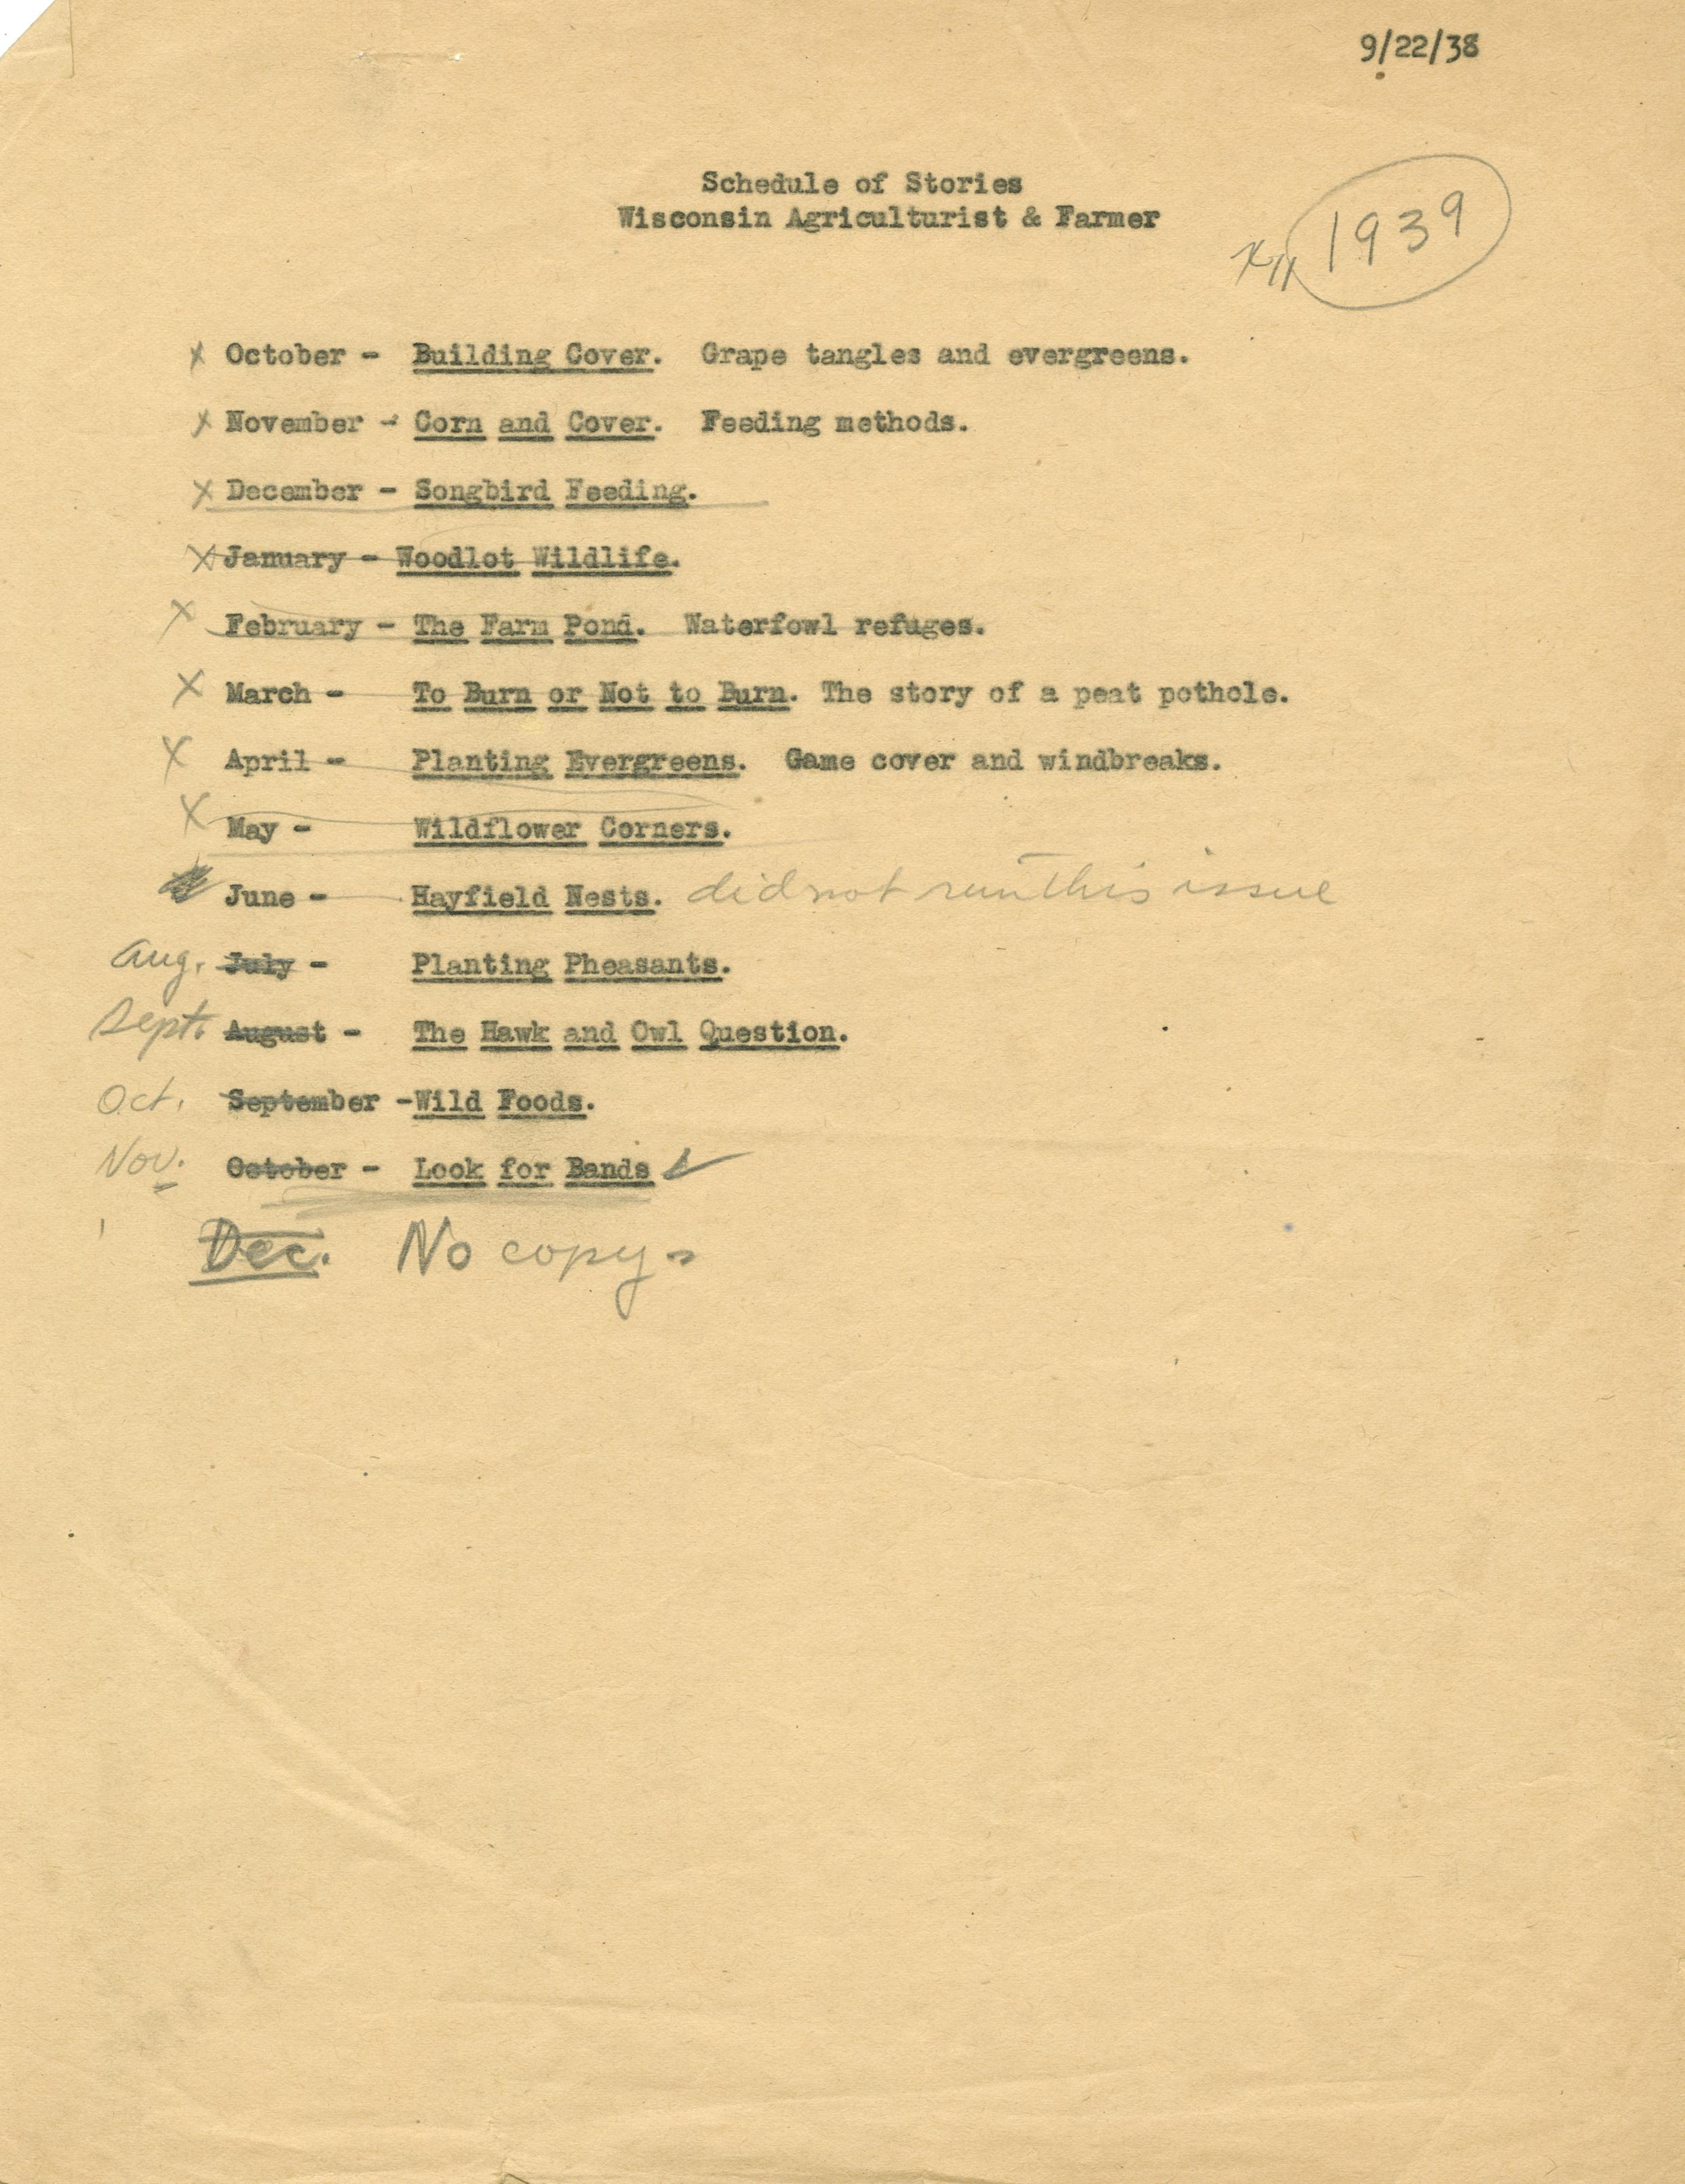 9/22/38
Schedule of Stories
Wisconsin Agriculturist & Farmer
1939
x October - Building Cover. Grape tangles and evergreens.
x November - Corn and Cover. Feeding methods.
x December - Songbird Feeding.
x January - Woodlot Wildlife.
x February - The Farm Pond. Waterfowl refuges.
x March - To Burn or Not to Burn. The story of a peat pothole.
x April - Planting Evergreens. Game cover and windbreaks.
x May - Wildflower Corners.
June - Hayfield Nests. did not run this issue
Aug. July - Planting Pheasants.
Sept. August - The Hawk and Owl Question.
Oct. September -Wild Foods.
Nov. October - Look for Bands
Dec. No copy -